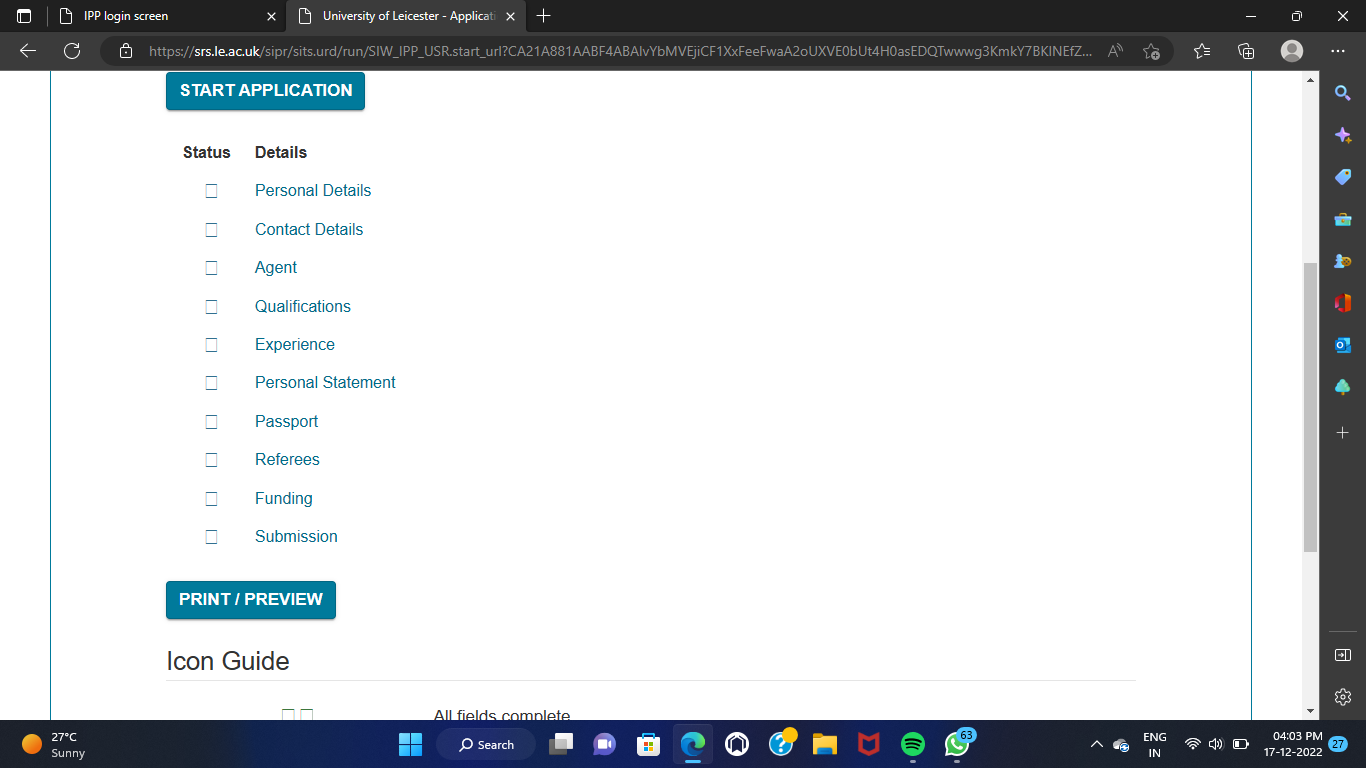 IPP login screen
University of Leicester - Applicati
https://srs.le.ac.uk/sipr/sits.urd/run/SIW_IPP_USR.start_url?CA21A881AABF4ABAIvYbMVEjiCF1XxFeeFwaA2oUXVE0bUt4H0asEDQTwwwg3KmkY7BKINEfZ...
START APPLICATION
Status Details
Personal Details
Contact Details
Agent
Qualifications
Experience
Personal Statement
Passport
Referees
Funding
Submission
PRINT / PREVIEW
Icon Guide
All fields complete
27°C
Sunny
Search
63
ENG
IN
04:03 PM
17-12-2022
27